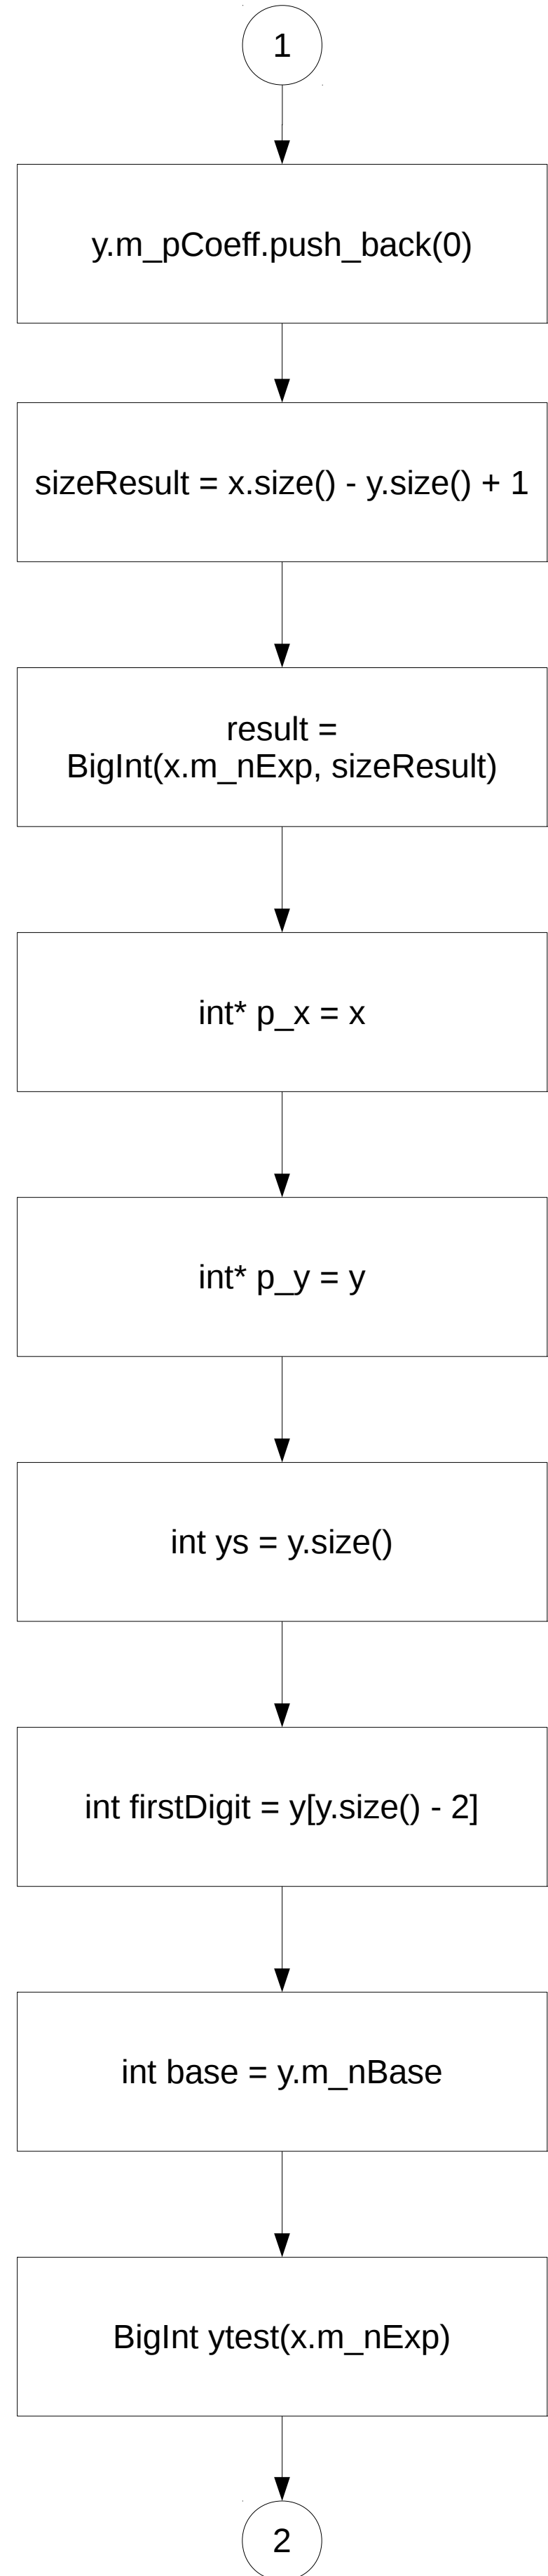 1
y.m_pCoeff.push_back(0)
sizeResult = x.size() - y.size() + 1
result =
BigInt(x.m_nExp, sizeResult)
int* p_x = x
int* p_y = y
int ys = y.size()
int firstDigit = y[y.size() - 2]
int base = y.m_nBase
BigInt ytest(x.m_nExp)
2